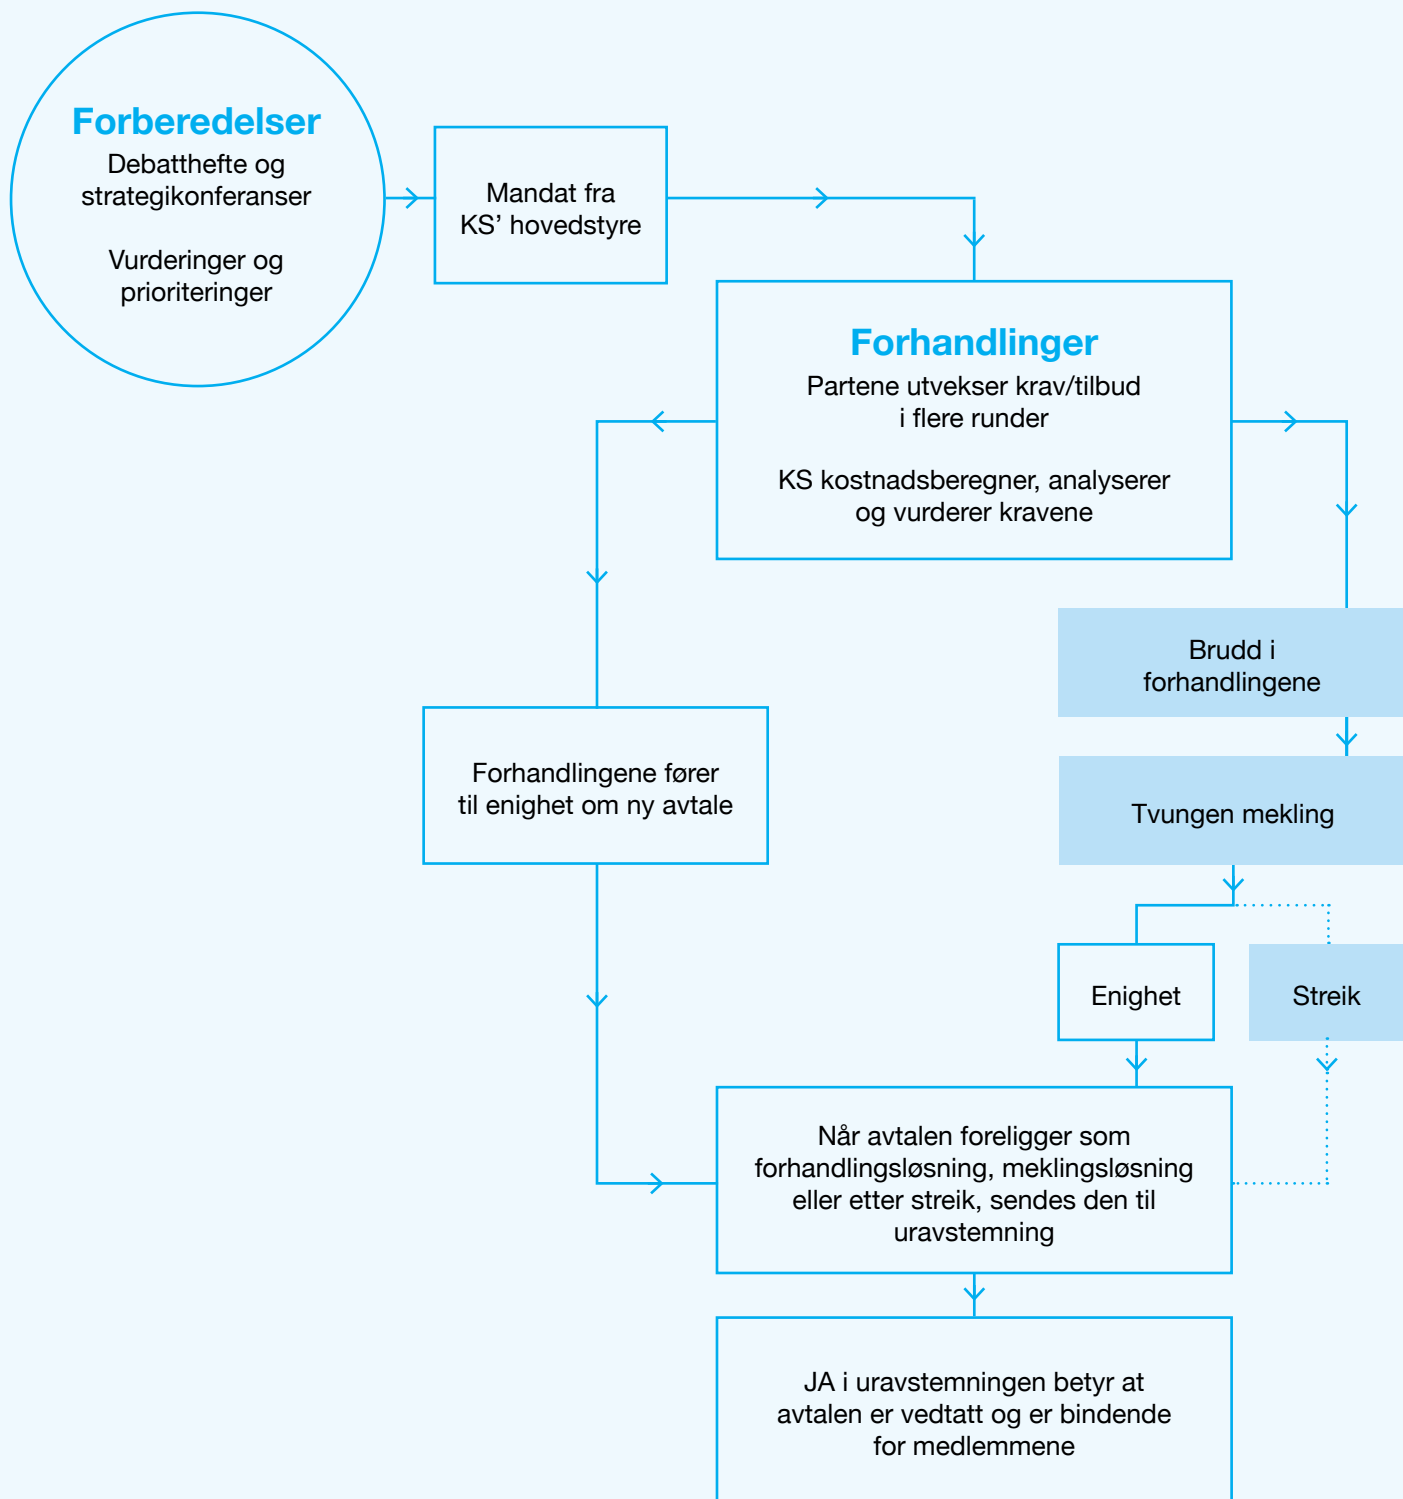 Forberedelser
Debatthefte og
strategikonferanser
Vurderinger og
prioriteringer
Mandat fra
KS’ hovedstyre
Forhandlinger
Partene utvekser krav/tilbud
i flere runder
KS kostnadsberegner, analyserer
og vurderer kravene
Brudd i
forhandlingene
Forhandlingene fører
til enighet om ny avtale
Tvungen mekling
Enighet
Streik
Når avtalen foreligger som
forhandlingsløsning, meklingsløsning
eller etter streik, sendes den til
uravstemning
JA i uravstemningen betyr at
avtalen er vedtatt og er bindende
for medlemmene